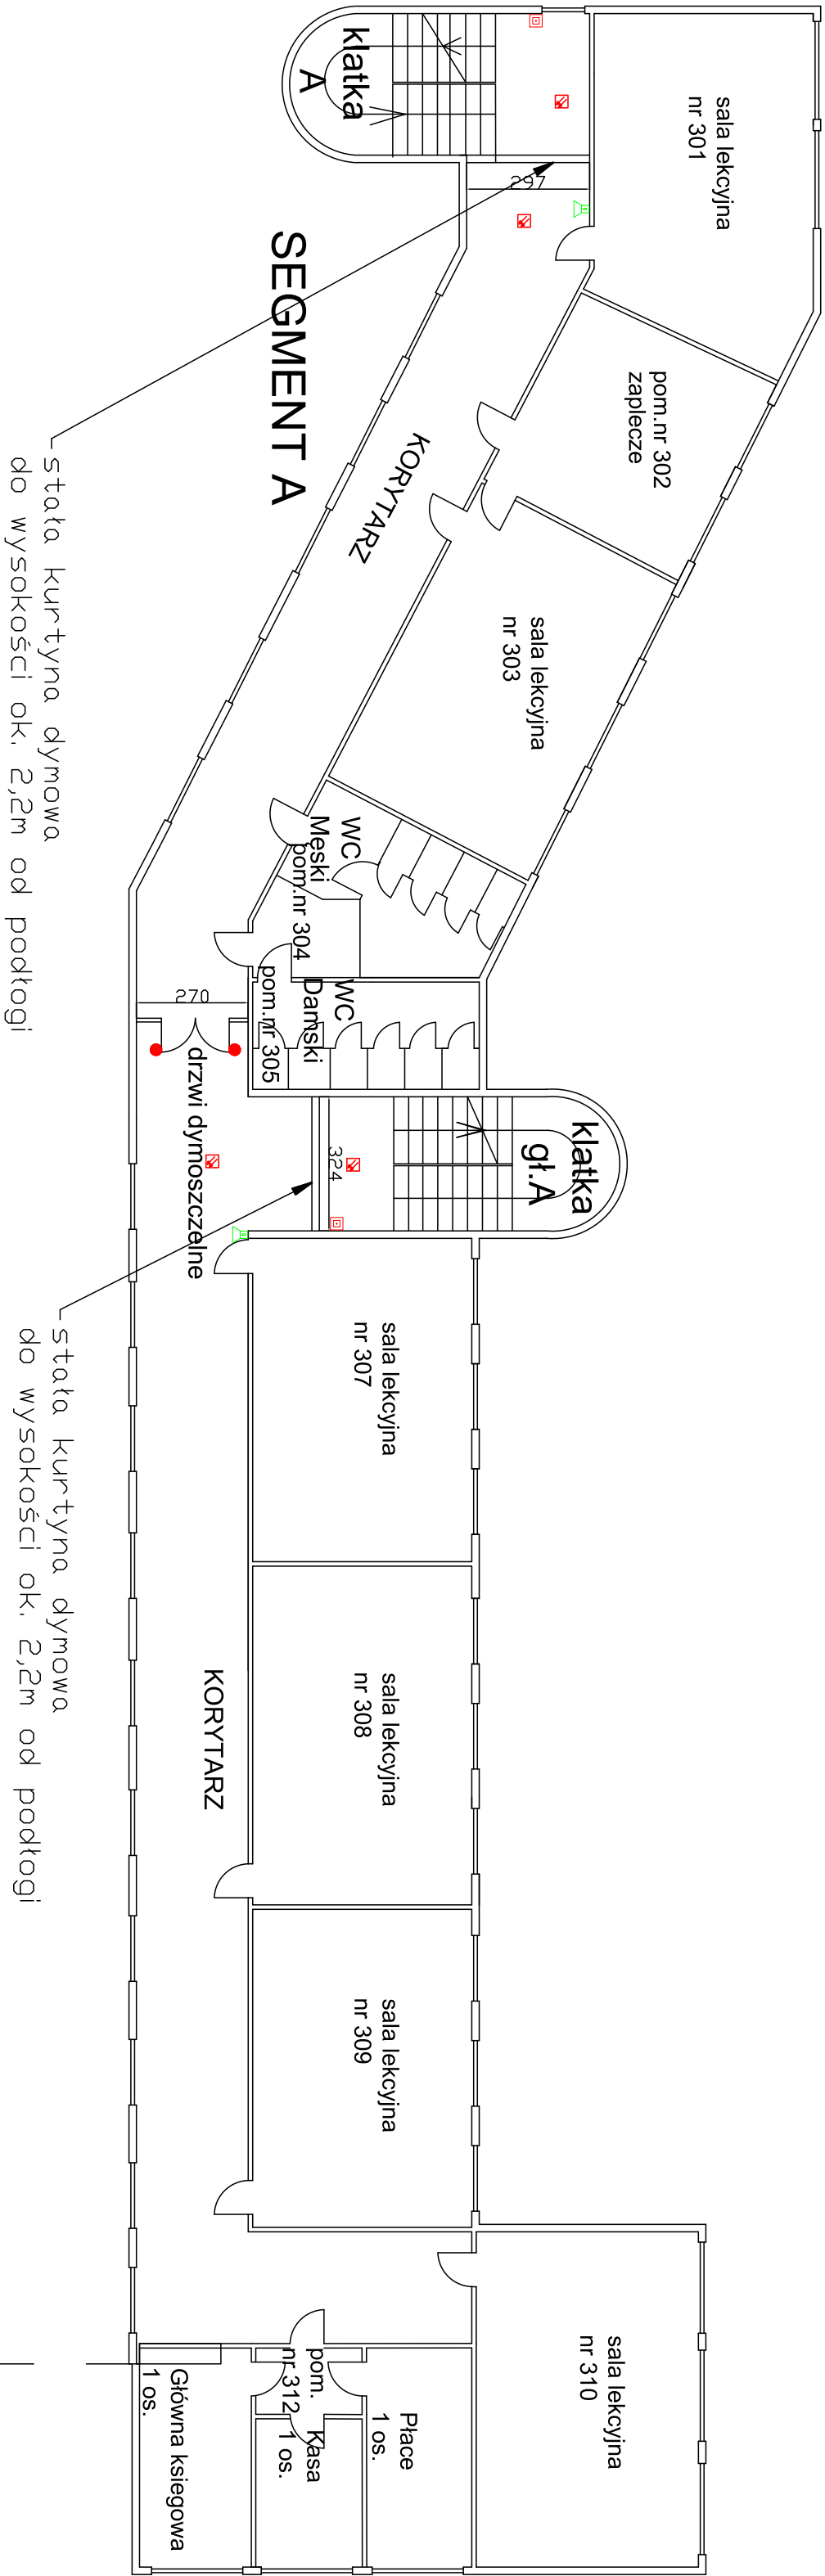 klatka
A
sala lekcyjna
nr 301
297
SEGMENT A
pom.nr 302
zaplecze
KORYTARZ
stała kurtyna dymowa
do wysokości ok. 2,2m od podłogi
sala lekcyjna
nr 303
WC
Męski
pom.nr 304
WC
Damski
pom.nr 305
270
drzwi dymoszczelne
klatka
gł.A
324
stała kurtyna dymowa
do wysokości ok. 2,2m od podłogi
sala lekcyjna
nr 307
sala lekcyjna
nr 308
KORYTARZ
sala lekcyjna
nr 309
sala lekcyjna
nr 310
pom.
nr 312
Płace
1 os.
Kasa
1 os.
Główna ksiegowa
1 os.